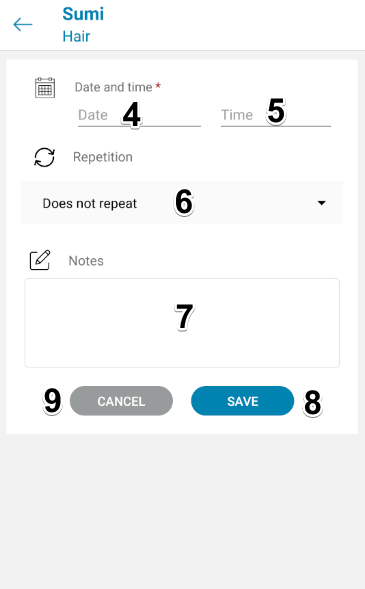 Sumi
Hair
Date and time *
Date 4 Time 5
Repetition
Does not repeat 6
Notes
7
9 CANCEL SAVE 8